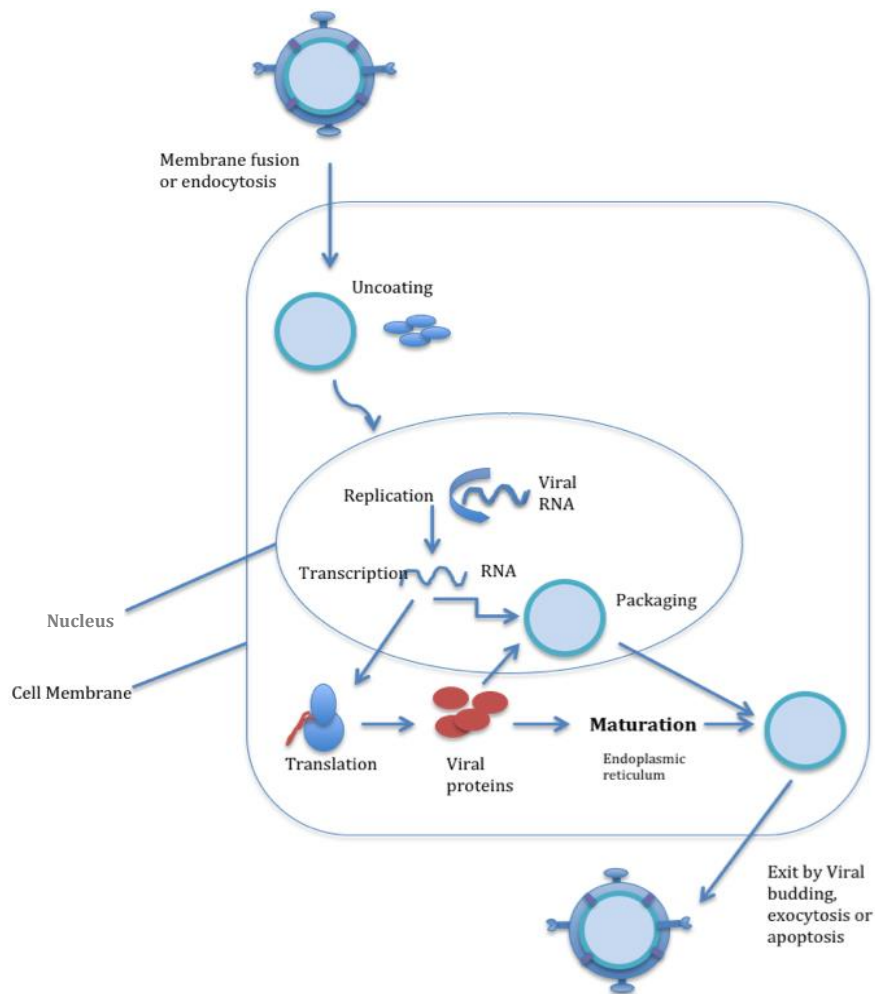 Membrane fusion
or endocytosis
Uncoating
Replication
Viral
RNA
Transcription
RNA
Packaging
Nucleus
Cell Membrane
Translation
Viral
proteins
Maturation
Endoplasmic
reticulum
Exit by Viral
budding,
exocytosis or
apoptosis